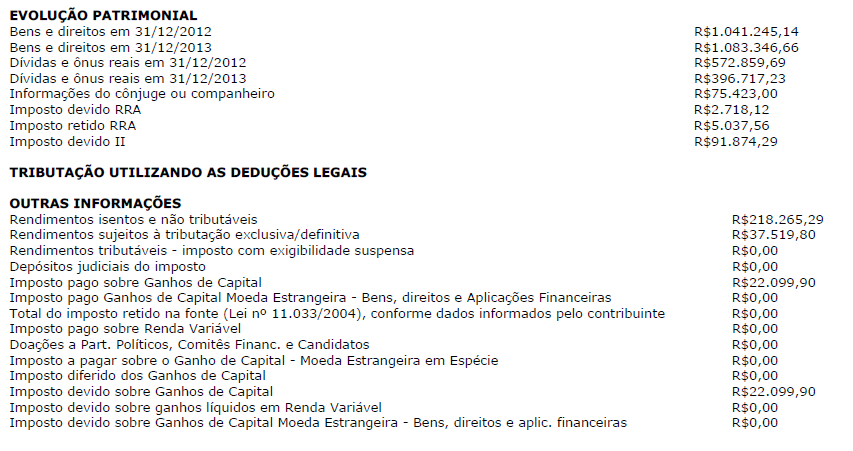 EVOLUÇÃO PATRIMONIAL
Bens e direitos em 31/12/2012 R$1.041.245,14
Bens e direitos em 31/12/2013 R$1.083.346,66
Dívidas e ônus reais em 31/12/2012 R$572.859,69
Dívidas e ônus reais em 31/12/2013 R$396.717,23
Informações do cônjuge ou companheiro R$75.423,00
Imposto devido RRA R$2.718,12
Imposto retido RRA R$5.037,56
Imposto devido II R$91.874,29
TRIBUTAÇÃO UTILIZANDO AS DEDUÇÕES LEGAIS
OUTRAS INFORMAÇÕES
Rendimentos isentos e não tributáveis R$218.265,29
Rendimentos sujeitos à tributação exclusiva/definitiva R$37.519,80
Rendimentos tributáveis - imposto com exigibilidade suspensa R$0,00
Depósitos judiciais do imposto R$0,00
Imposto pago sobre Ganhos de Capital R$22.099,90
Imposto pago Ganhos de Capital Moeda Estrangeira - Bens, direitos e Aplicações Financeiras R$0,00
Total do imposto retido na fonte (Lei nº 11.033/2004), conforme dados informados pelo contribuinte R$0,00
Imposto pago sobre Renda Variável R$0,00
Doações a Part. Políticos, Comitês Financ. e Candidatos R$0,00
Imposto a pagar sobre o Ganho de Capital - Moeda Estrangeira em Espécie R$0,00
Imposto diferido dos Ganhos de Capital R$0,00
Imposto devido sobre Ganhos de Capital R$22.099,90
Imposto devido sobre ganhos líquidos em Renda Variável R$0,00
Imposto devido sobre Ganhos de Capital Moeda Estrangeira - Bens, direitos e aplic. financeiras R$0,00